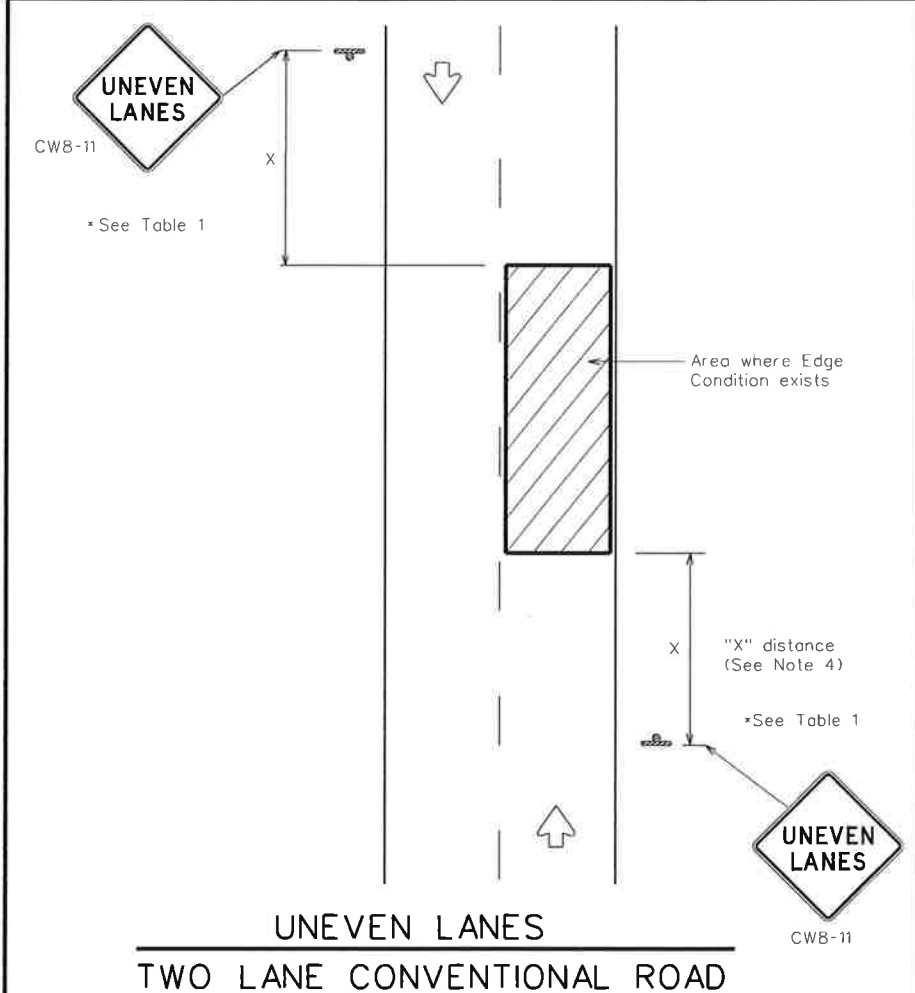 UNEVEN
LANES
CW8-11
X
*See Table 1
Area where Edge
Condition exists
X
"X" distance
(See Note 4)
*See Table 1
UNEVEN
LANES
CW8-11
UNEVEN LANES
TWO LANE CONVENTIONAL ROAD